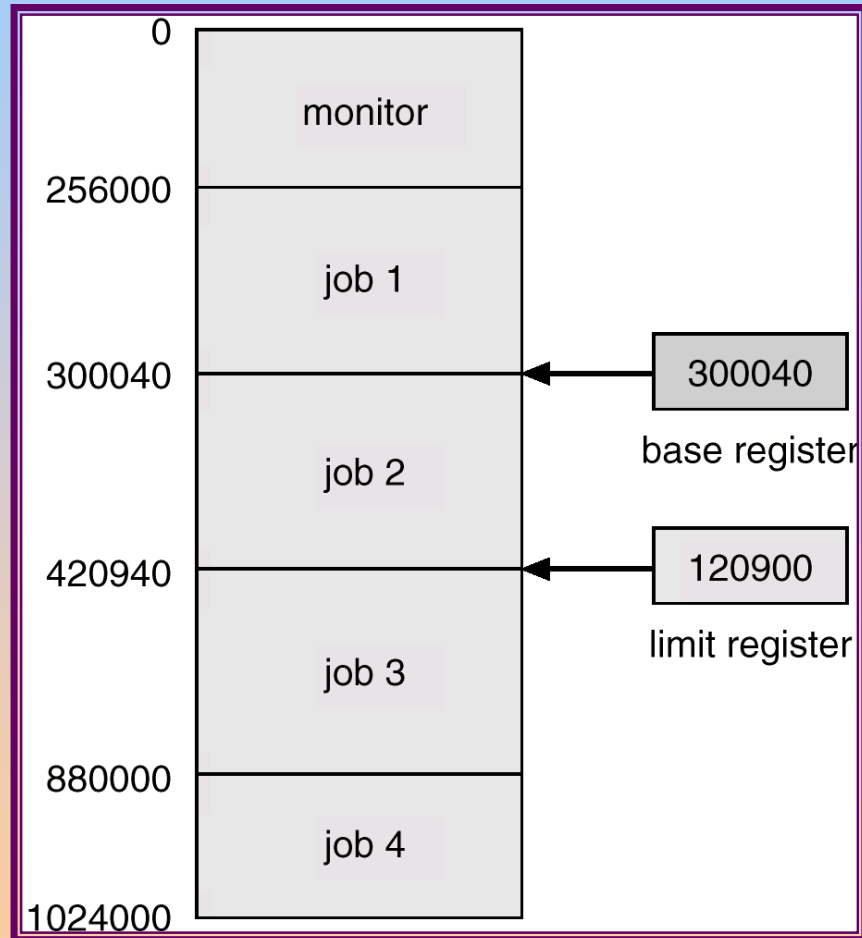 0
monitor
256000
job 1
300040
300040
base register
job 2
420940
120900
limit register
job 3
880000
job 4
1024000